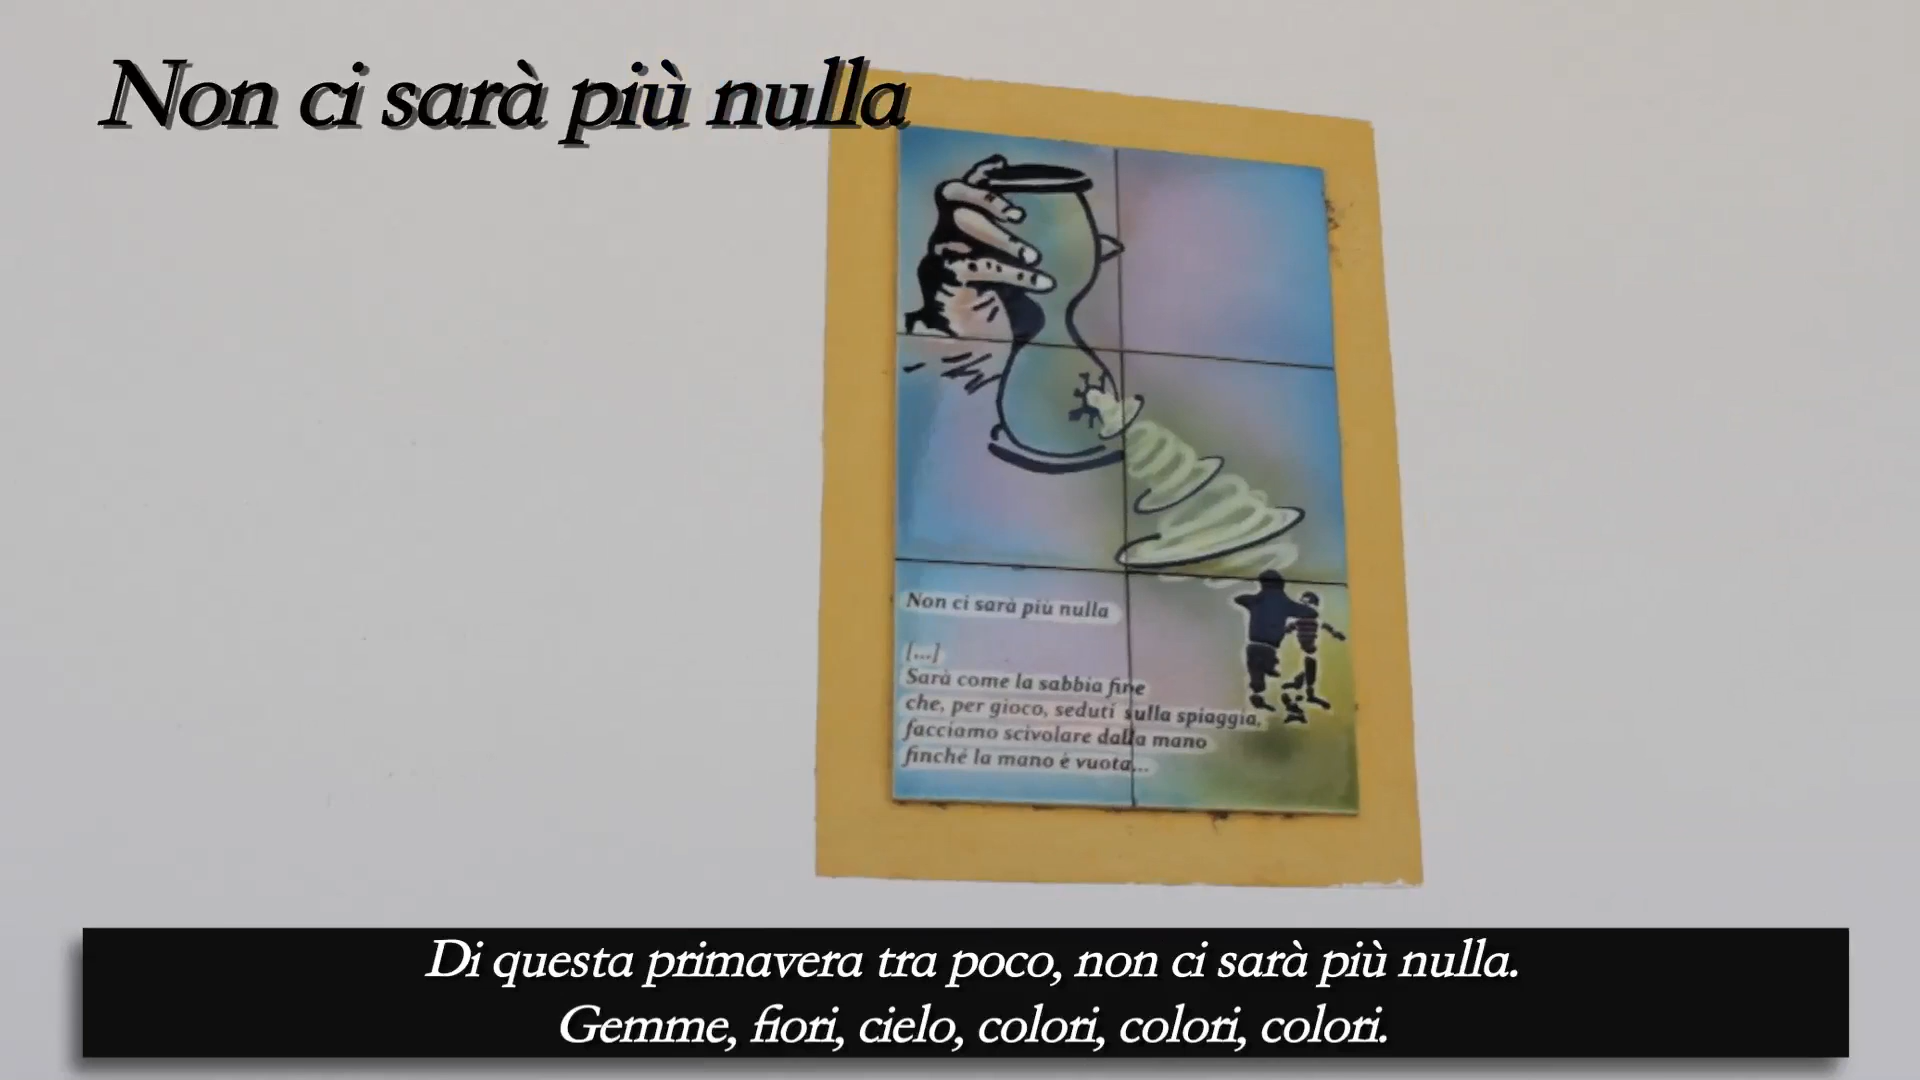 Non ci sarà più nulla
Non ci sarà più nulla
[...]
Sarà come la sabbia fine
che, per gioco, seduti sulla spiaggia,
facciamo scivolare dalla mano
finché la mano è vuota...
Di questa primavera tra poco, non ci sarà più nulla.
Gemme, fiori, cielo, colori, colori, colori.